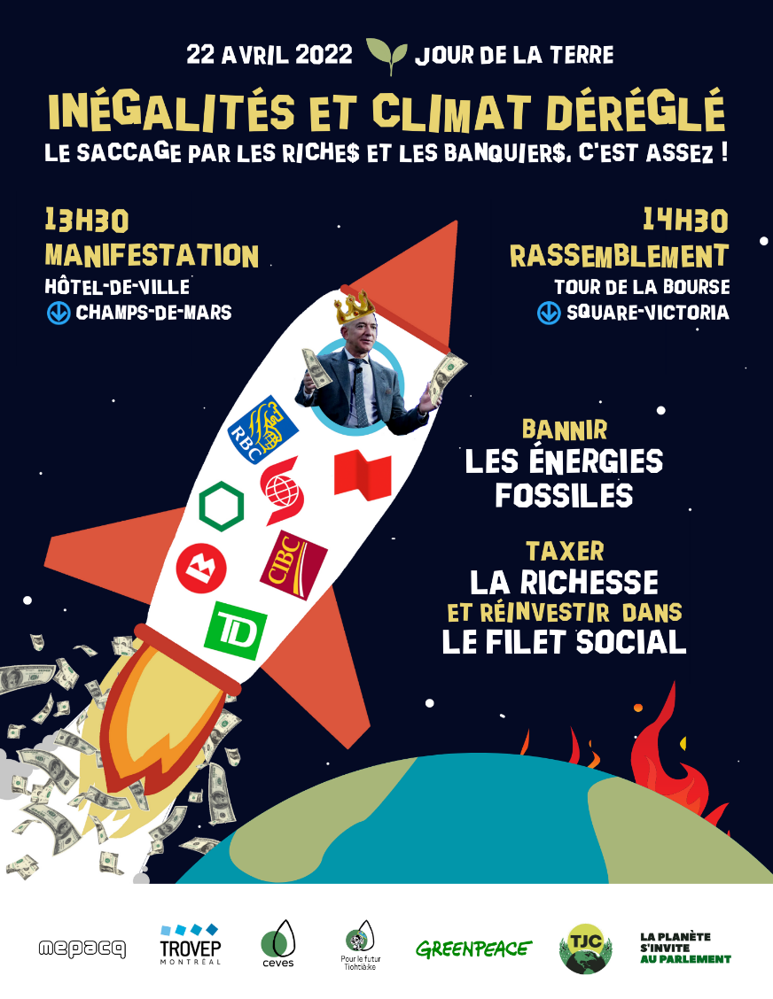 22 AVRIL 2022 JOUR DE LA TERRE
INÉGALITÉS ET CLIMAT DÉRÉGLÉ
LE SACCAGE PAR LES RICHE$ ET LES BANQUIER$. C'EST ASSEZ !
13H30
MANIFESTATION
HÔTEL-DE-VILLE
CHAMPS-DE-MARS
14H30
RASSEMBLEMENT
TOUR DE LA BOURSE
SQUARE-VICTORIA
RBC
CIBC
TD
BANNIR
LES ÉNERGIES
FOSSILES
TAXER
LA RICHESSE
ET RÉINVESTIR DANS
LE FILET SOCIAL
mepacq
TROVEP
MONTRÉAL
ceves
Pour le futur
Tiohtià:ke
GREENPEACE
TJC
LA PLANÈTE
S'INVITE
AU PARLEMENT